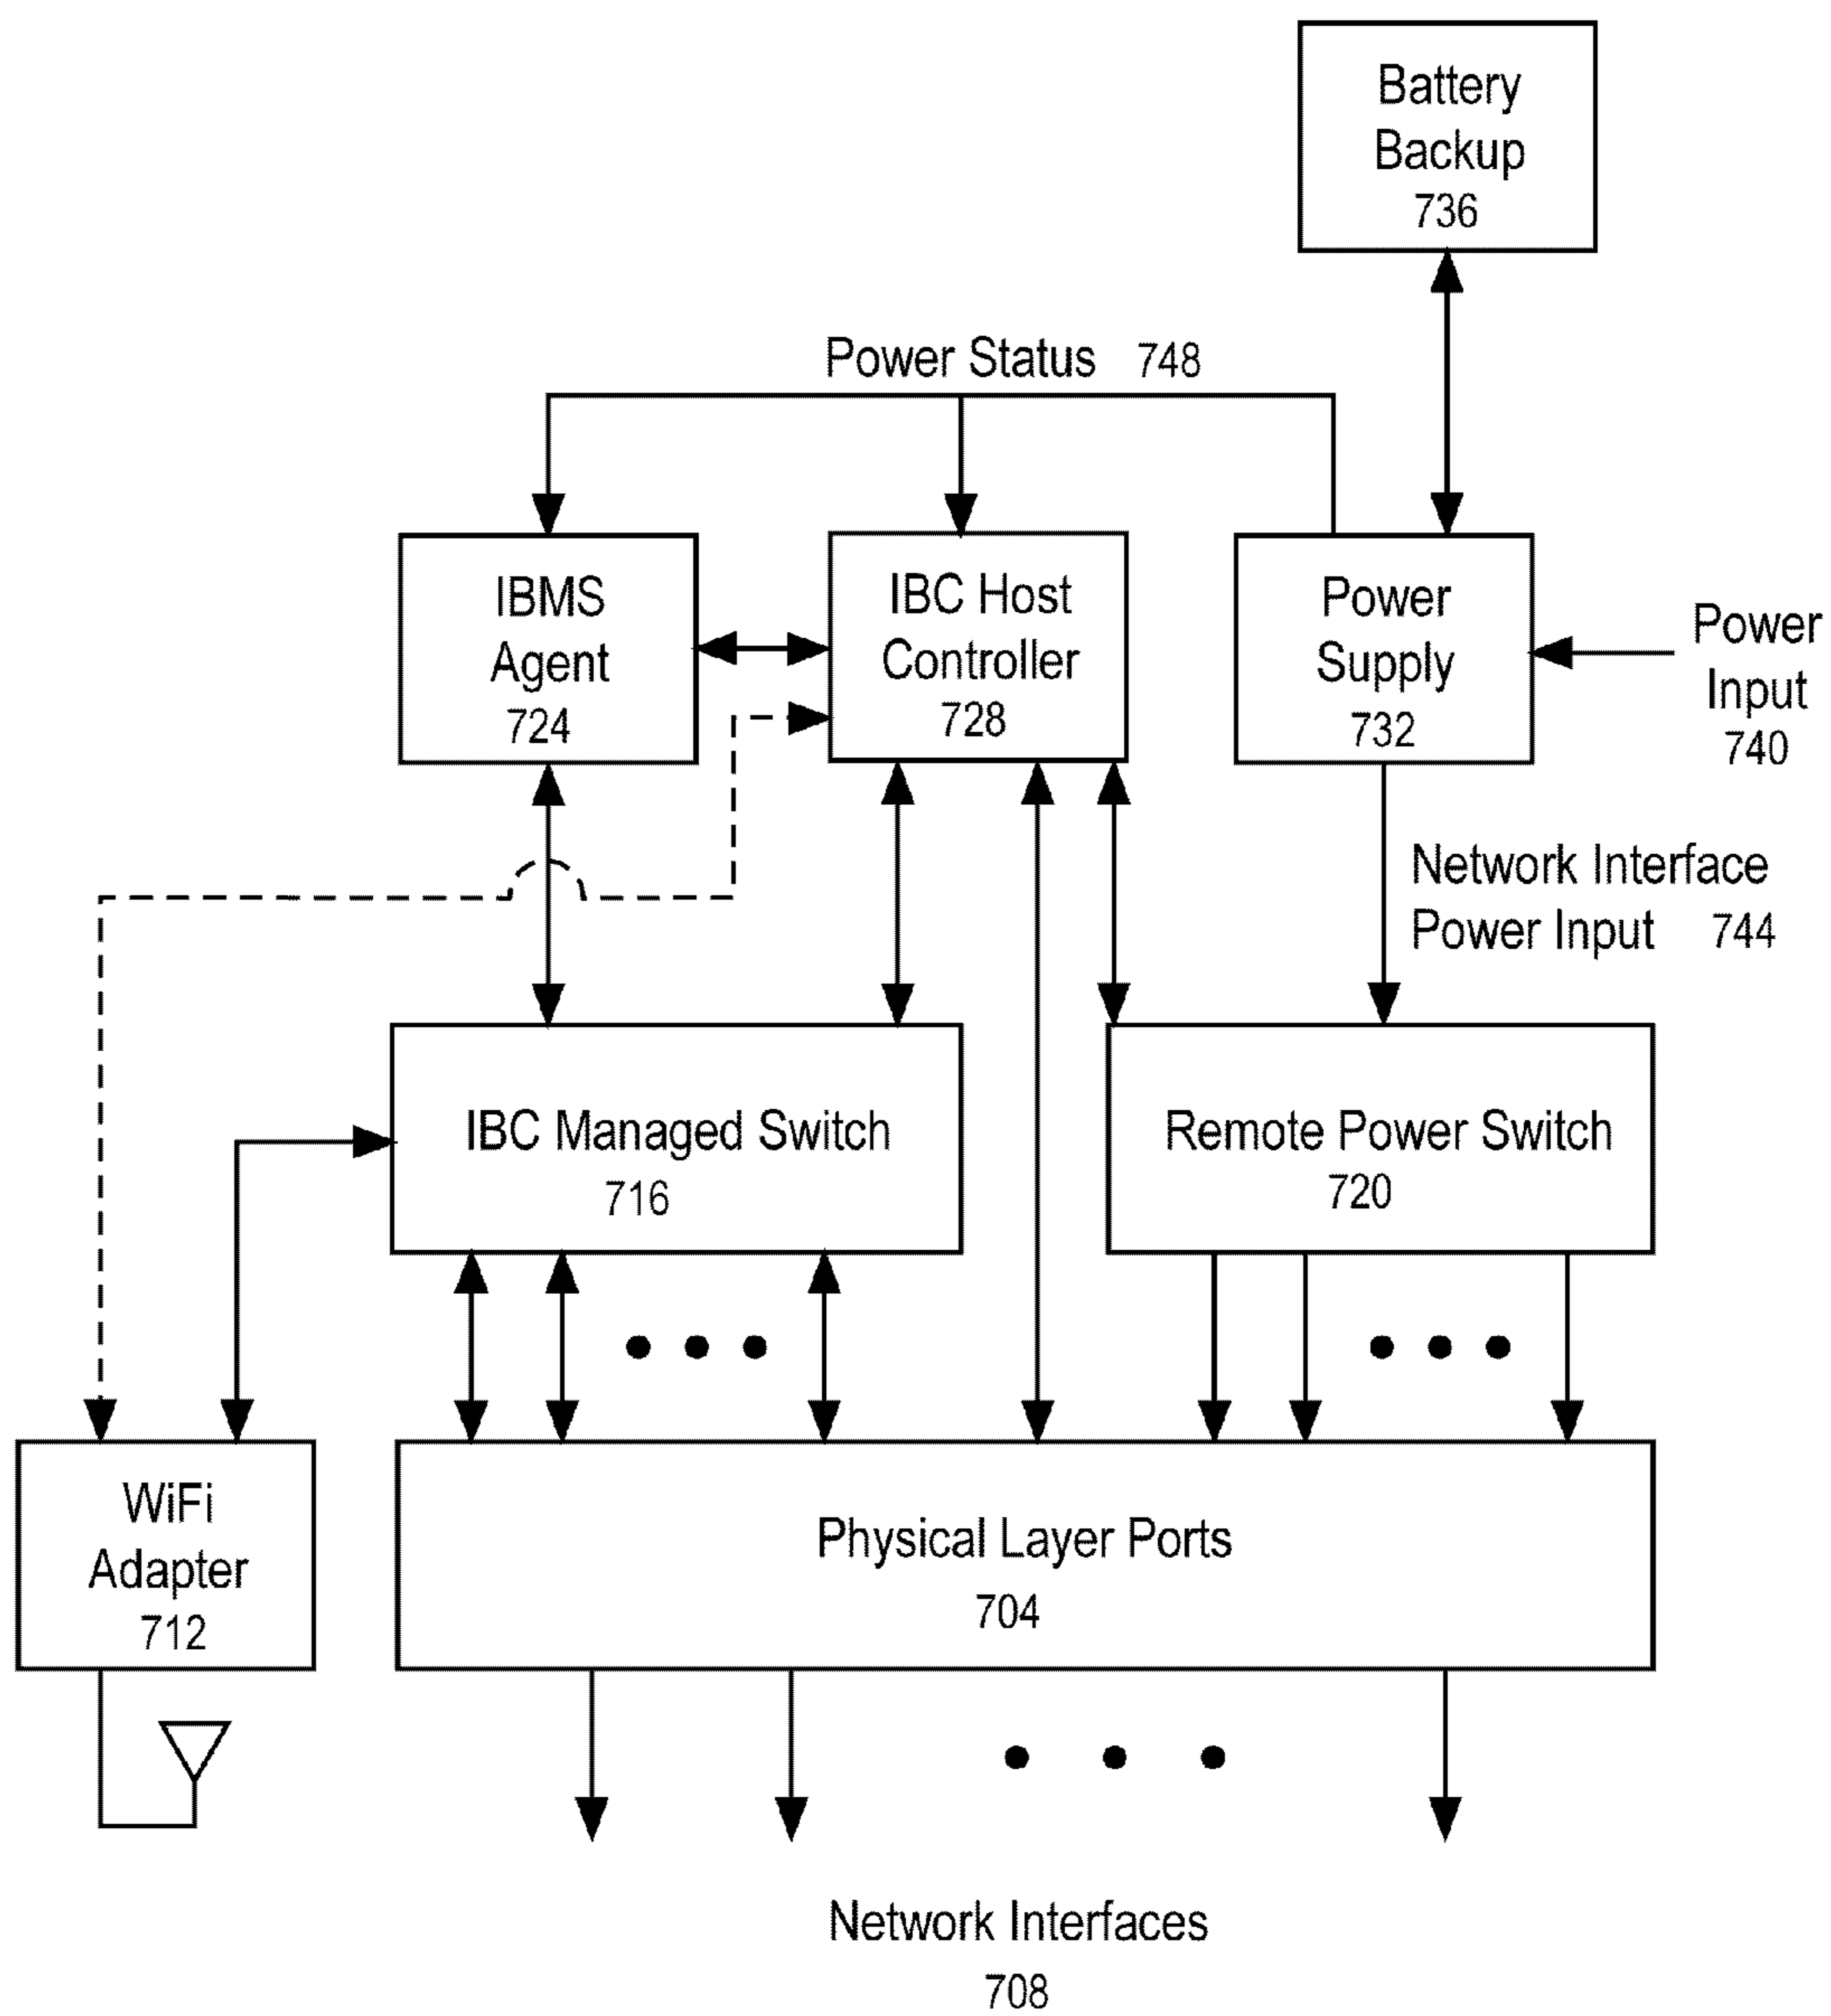 Battery
Backup
736
Power Status 748
IBMS
Agent
724
IBC Host
Controller
728
Power
Supply
732
Power
Input
740
Network Interface
Power Input 744
IBC Managed Switch
716
Remote Power Switch
720
WiFi
Adapter
712
Physical Layer Ports
704
Network Interfaces
708